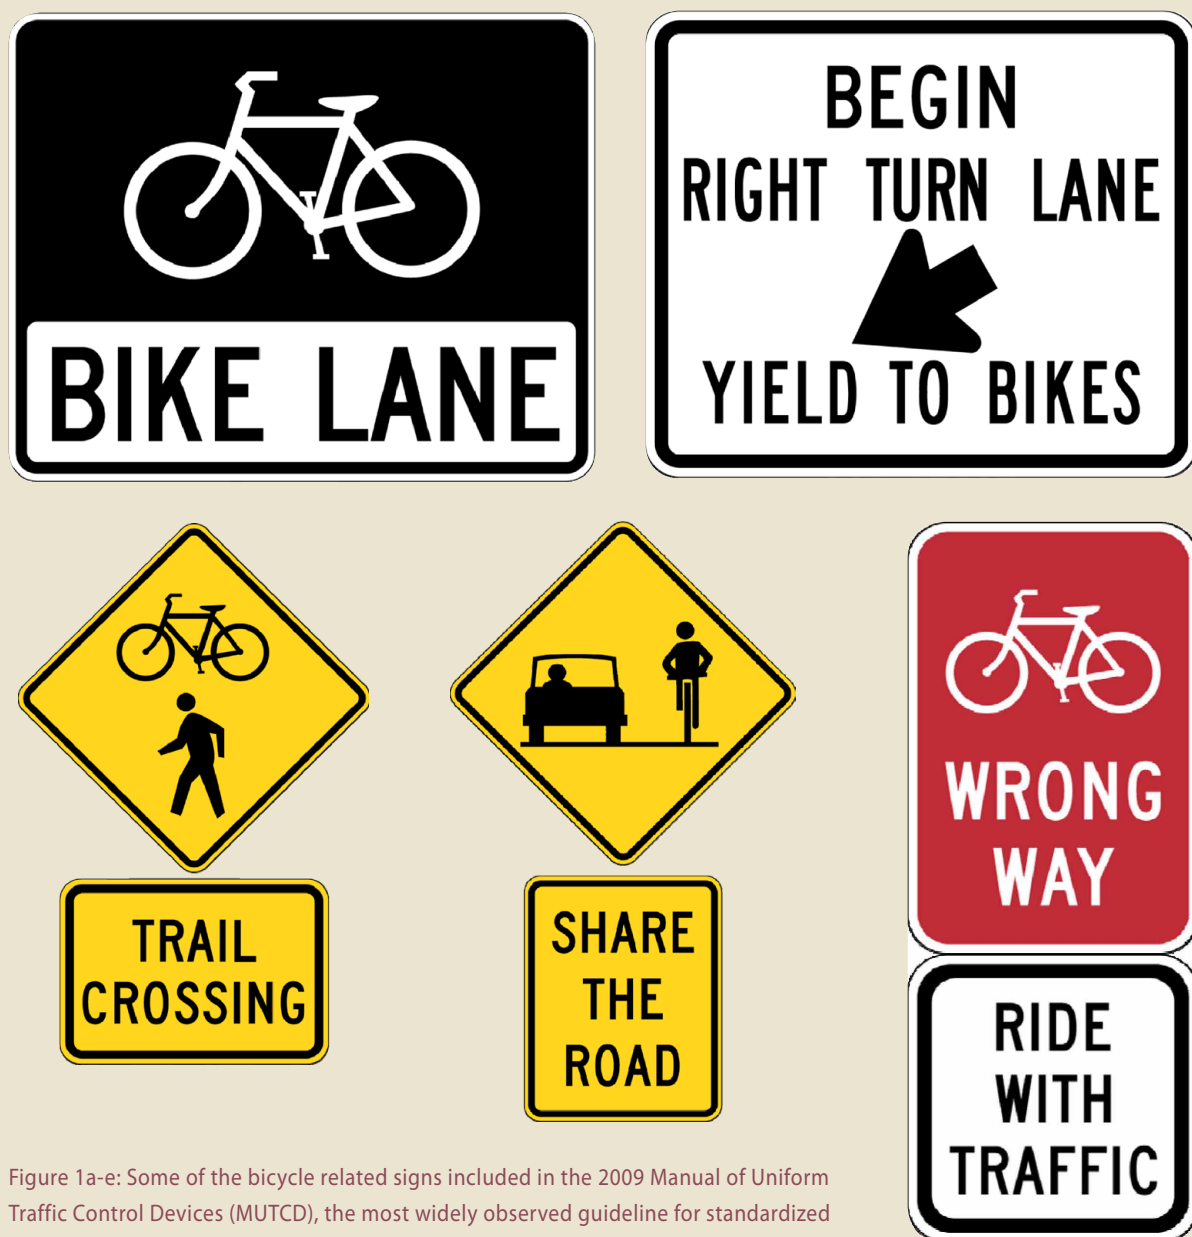 BIKE LANE
BEGIN
RIGHT TURN LANE
YIELD TO BIKES
TRAIL
CROSSING
SHARE
THE
ROAD
WRONG
WAY
RIDE
WITH
TRAFFIC
Figure 1a-e: Some of the bicycle related signs included in the 2009 Manual of Uniform
Traffic Control Devices (MUTCD), the most widely observed guideline for standardized